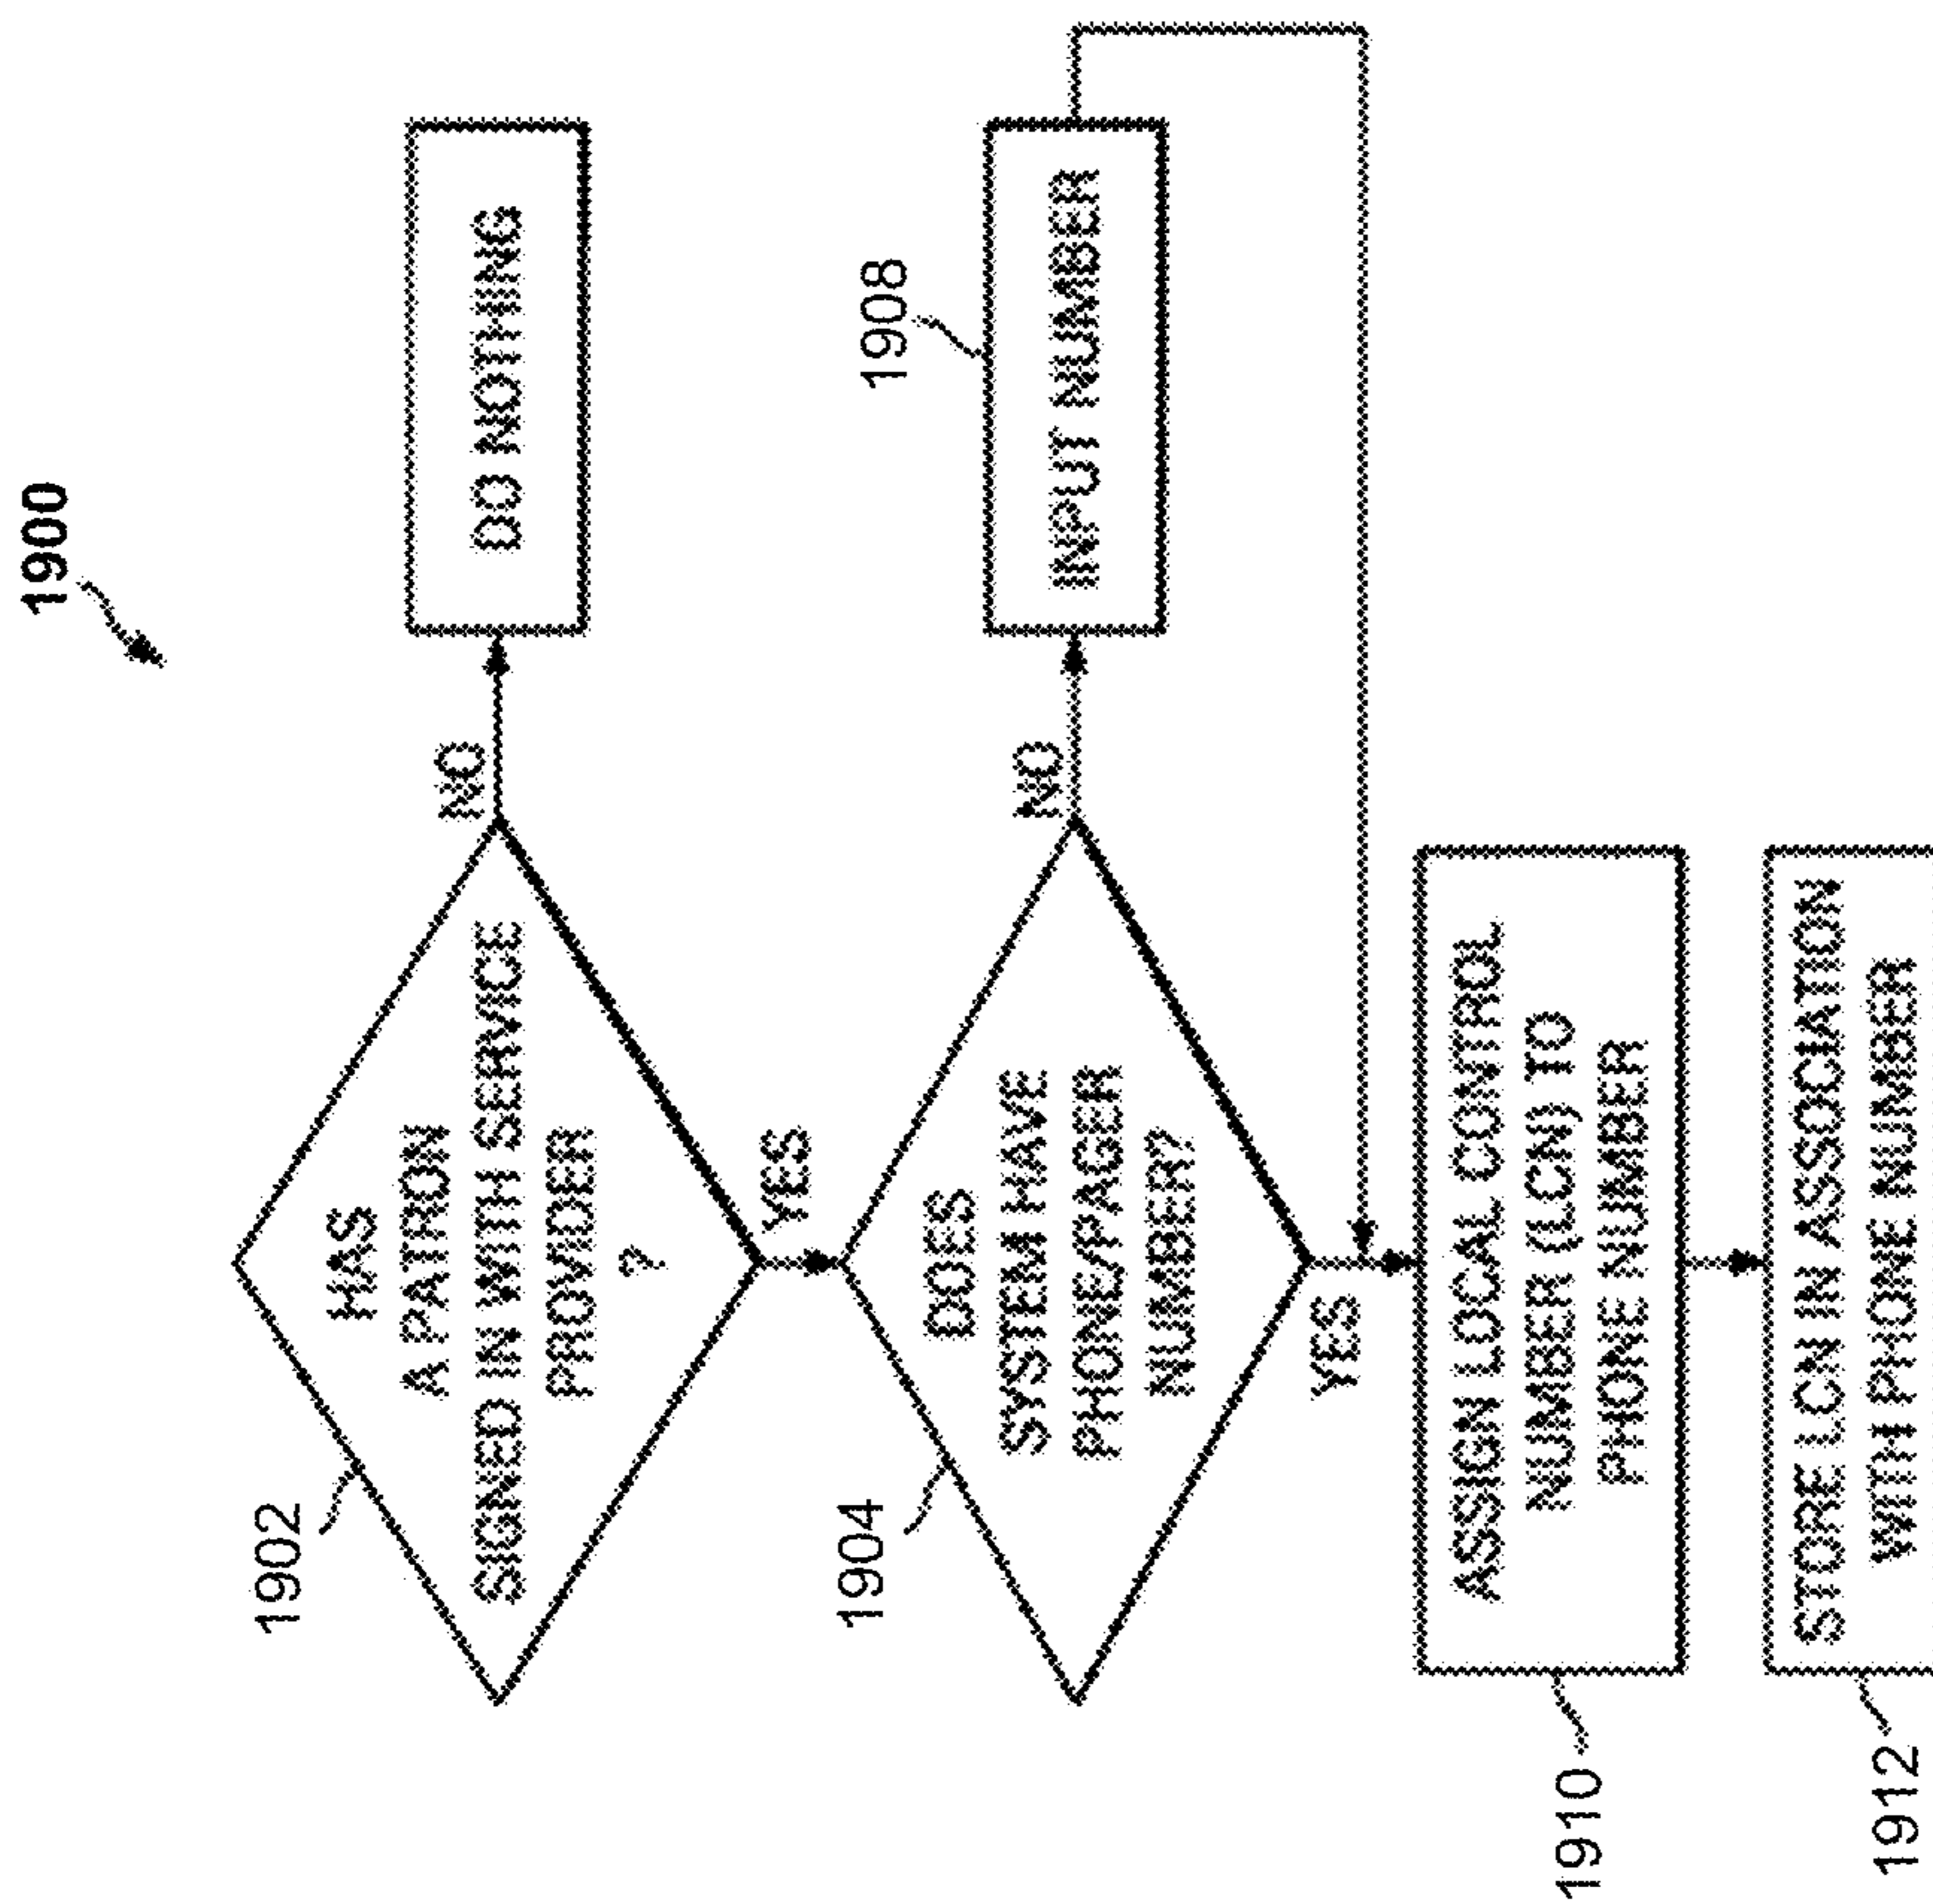 1900
1902
HAS
A PATRON
SIGNED IN WITH SERVICE
PROVIDER
?
NO
DO NOTHING
YES
1904
DOES
SYSTEM HAVE
PHONE/PAGER
NUMBER?
NO
1908
INPUT NUMBER
YES
1910
ASSIGN LOCAL CONTROL
NUMBER (LCN) TO
PHONE NUMBER
1912
STORE LCN IN ASSOCIATION
WITH PHONE NUMBER